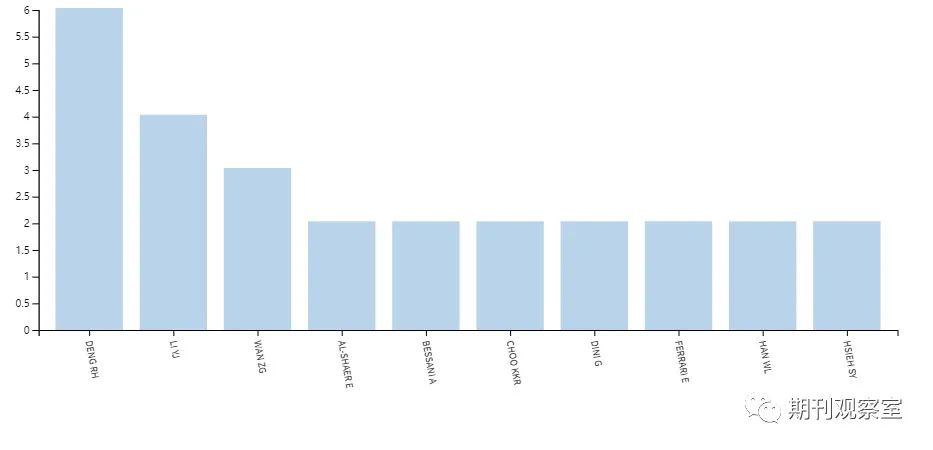 6
5.5
5
4.5
4
3.5
3
2.5
2
1.5
1
0.5
0
DENG RH
LI YJ
WAN ZG
AL-SHAER E
BESSANI A
CHOO KKR
DINI G
FERRARI E
HAN WL
HSIEH SY
期刊观察室